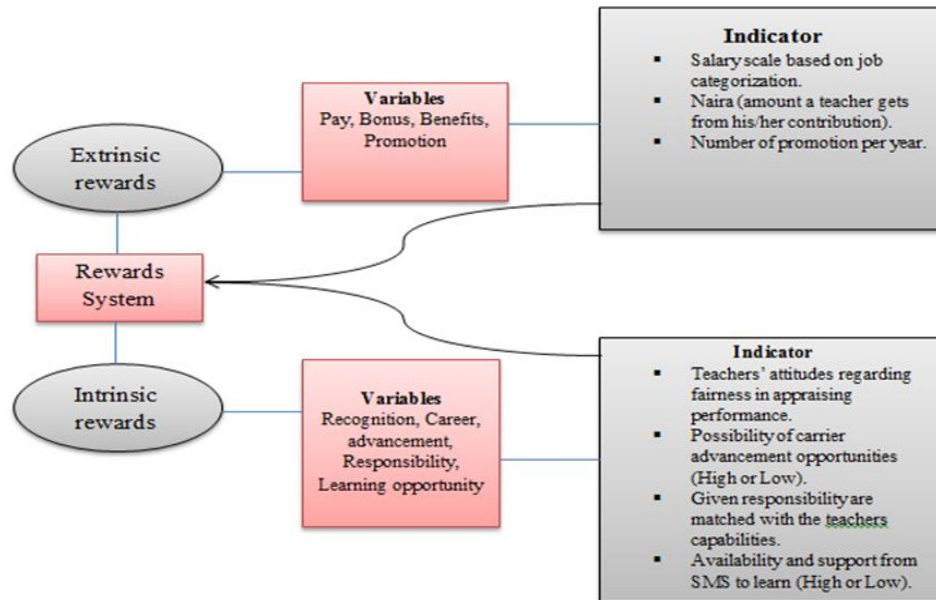 Extrinsic
rewards
Variables
Pay, Bonus, Benefits,
Promotion
Indicator
▪ Salary scale based on job
categorization.
▪ Naira (amount a teacher gets
from his/her contribution).
▪ Number of promotion per year.
Rewards
System
Intrinsic
rewards
Variables
Recognition, Career,
advancement,
Responsibility,
Learning opportunity
Indicator
▪ Teachers’ attitudes regarding
fairness in appraising
performance.
▪ Possibility of carrier
advancement opportunities
(High or Low).
▪ Given responsibility are
matched with the teachers
capabilities.
▪ Availability and support from
SMS to learn (High or Low).